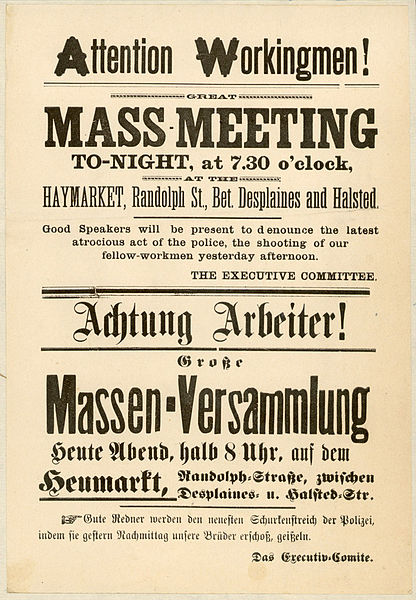 Attention Workingmen!
GREAT
MASS-MEETING
TO-NIGHT, at 7.30 o'clock,
AT THE
HAYMARKET, Randolph St., Bet. Desplaines and Halsted.
Good Speakers will be present to denounce the latest
atrocious act of the police, the shooting of our
fellow-workmen yesterday afternoon.
THE EXECUTIVE COMMITTEE.
Achtung Arbeiter!
Große
Massen-Versammlung
Heute Abend, halb 8 Uhr, auf dem
Heumarkt, Randolph-Straße, zwischen
Desplaines- u. Halsted-Str.
☞ Gute Redner werden den neuesten Schurkenstreich der Polizei,
indem sie gestern Nachmittag unsere Brüder erschoß, geißeln.
Das Executiv-Comite.